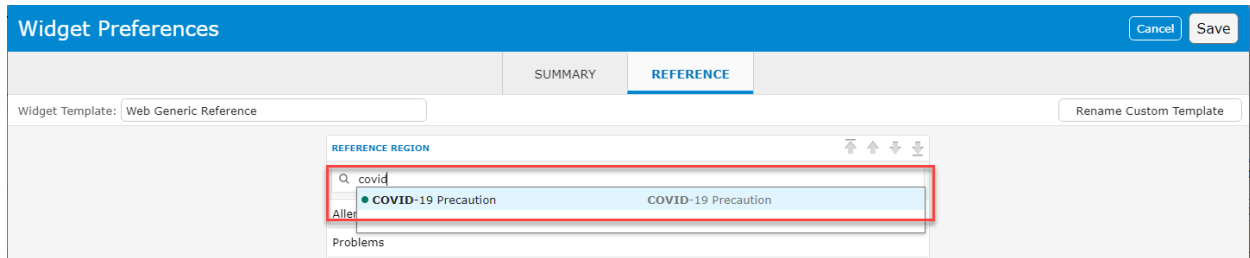 Widget Preferences
Cancel Save
SUMMARY REFERENCE
Widget Template: Web Generic Reference
Rename Custom Template
REFERENCE REGION
covid
COVID-19 Precaution COVID-19 Precaution
Aller
Problems